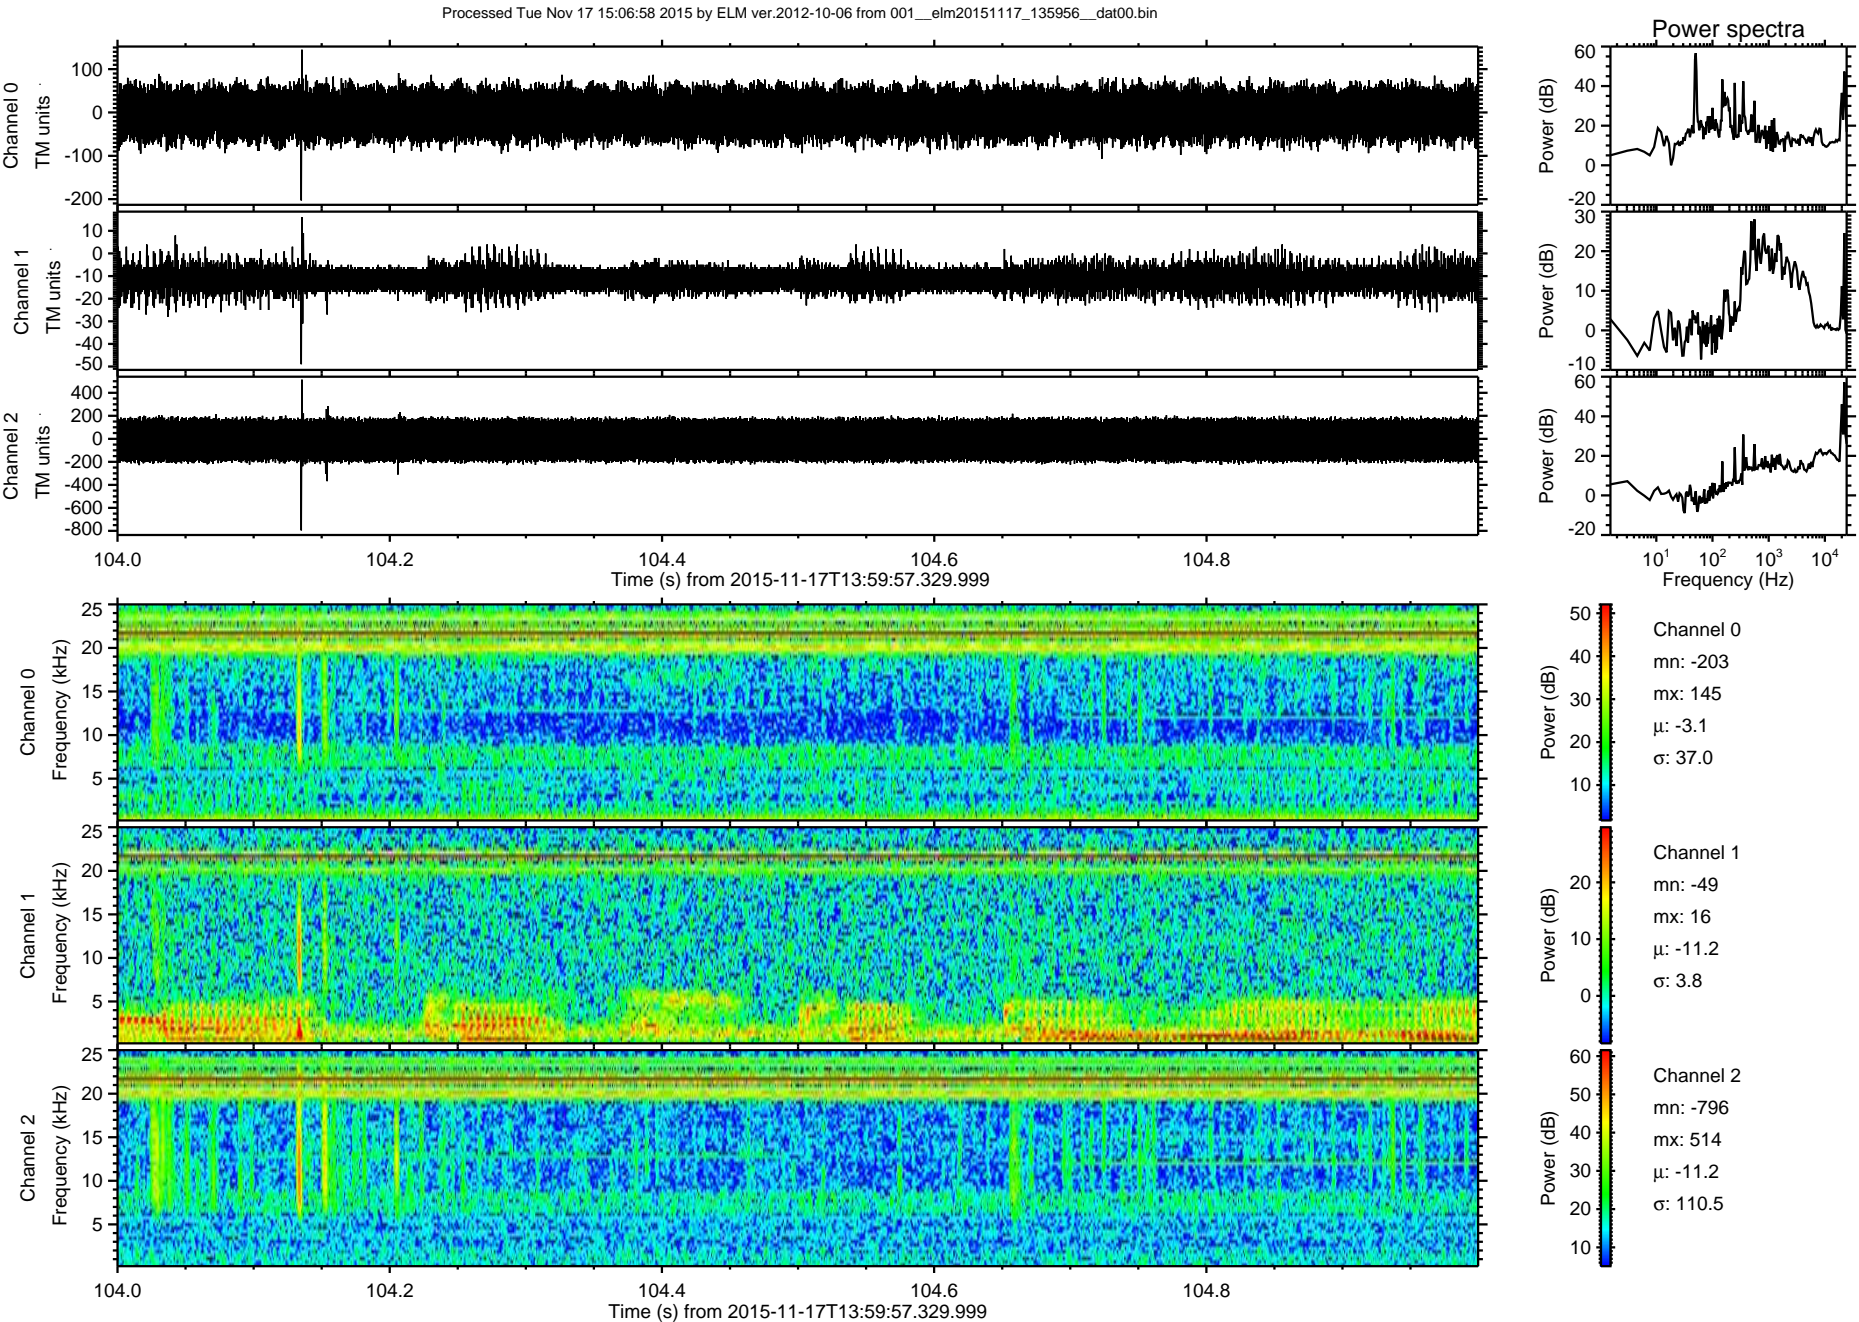 Processed Tue Nov 17 15:06:58 2015 by ELM ver.2012-10-06 from 001__elm20151117_135956__dat00.bin
Power spectra
Channel 0
TM units
100
0
-100
-200
Power (dB)
60
40
20
0
-20
Channel 1
TM units
10
0
-10
-20
-30
-40
-50
Power (dB)
30
20
10
0
-10
Channel 2
TM units
400
200
0
-200
-400
-600
-800
Power (dB)
60
40
20
0
-20
104.0 104.2 104.4 104.6 104.8
Time (s) from 2015-11-17T13:59:57.329.999
10^1 10^2 10^3 10^4
Frequency (Hz)
Channel 0
Frequency (kHz)
25
20
15
10
5
Power (dB)
50
40
30
20
10
Channel 0
mn: -203
mx: 145
µ: -3.1
σ: 37.0
Channel 1
Frequency (kHz)
25
20
15
10
5
Power (dB)
20
10
0
Channel 1
mn: -49
mx: 16
µ: -11.2
σ: 3.8
Channel 2
Frequency (kHz)
25
20
15
10
5
Power (dB)
60
50
40
30
20
10
Channel 2
mn: -796
mx: 514
µ: -11.2
σ: 110.5
104.0 104.2 104.4 104.6 104.8
Time (s) from 2015-11-17T13:59:57.329.999